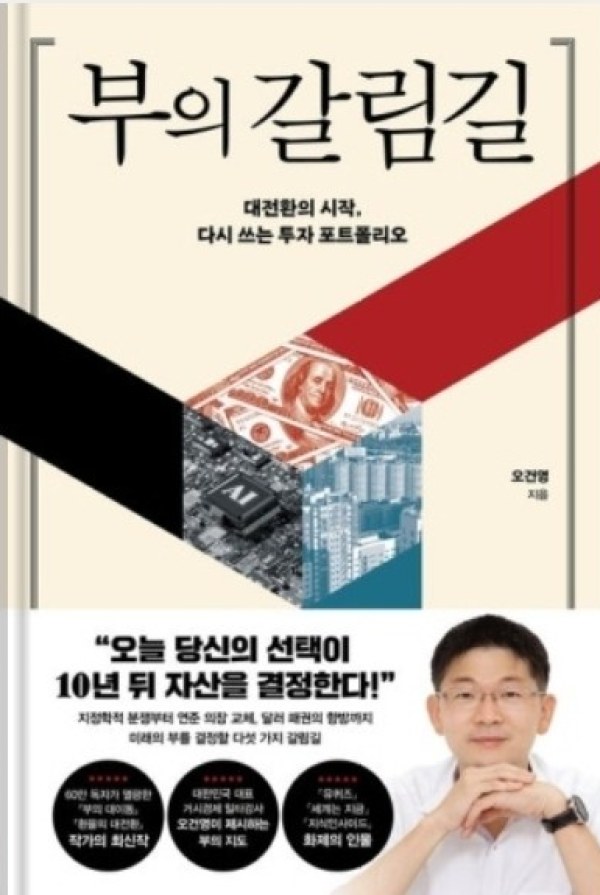 부의 갈림길
대전환의 시작,
다시 쓰는 투자 포트폴리오
AI
오건영
지음
“오늘 당신의 선택이
10년 뒤 자산을 결정한다!”
지정학적 분쟁부터 연준 의장 교체, 달러 패권의 향방까지
미래의 부를 결정할 다섯 가지 갈림길
60만 독자가 열광한
『부의 대이동』
『환율의 대전환』
작가의 최신작
대한민국 대표
거시경제 일타강사
오건영이 제시하는
부의 지도
「유퀴즈」
「세계는 지금」
「지식인사이드」
화제의 인물